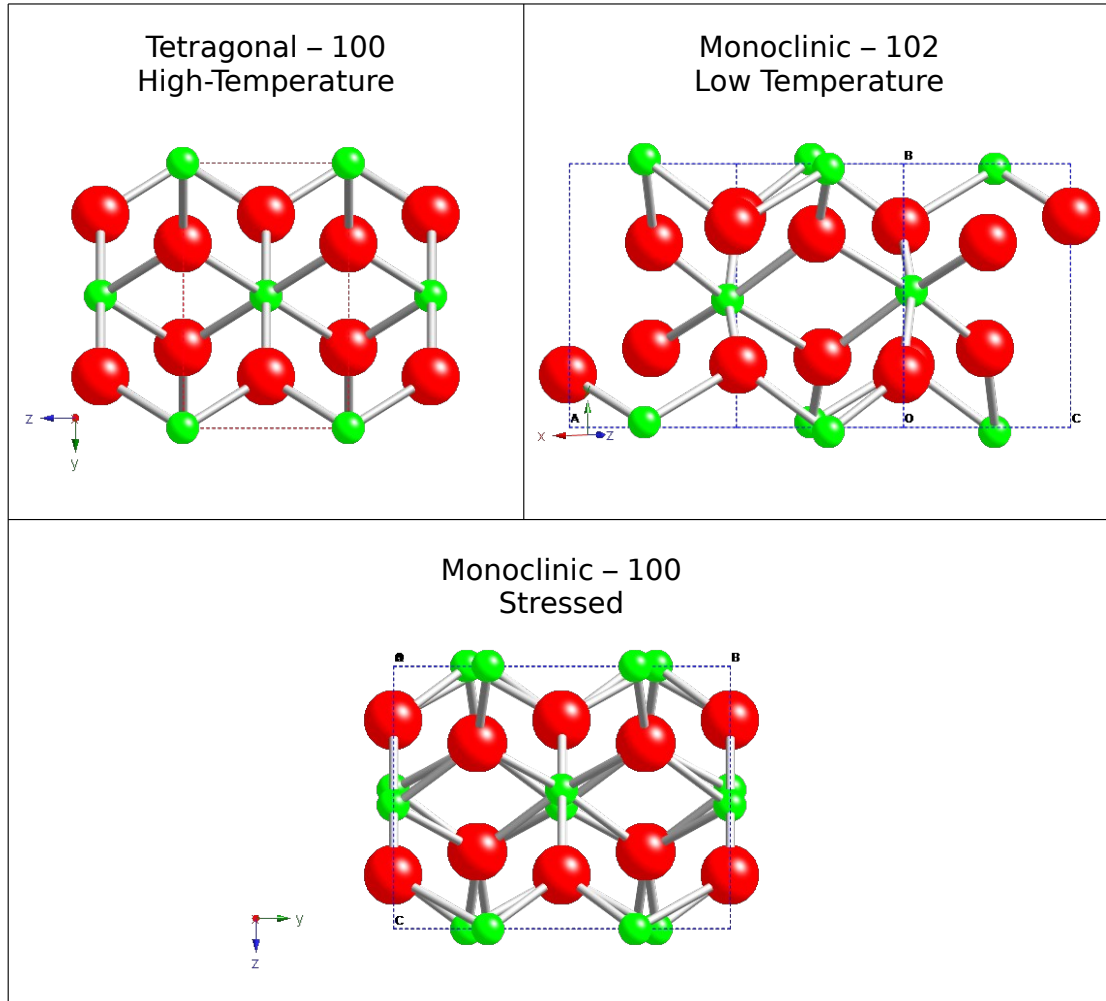 Tetragonal – 100
High-Temperature
z
y
Monoclinic – 102
Low Temperature
B
A
x
z
O
C
Monoclinic – 100
Stressed
B
C
y
z